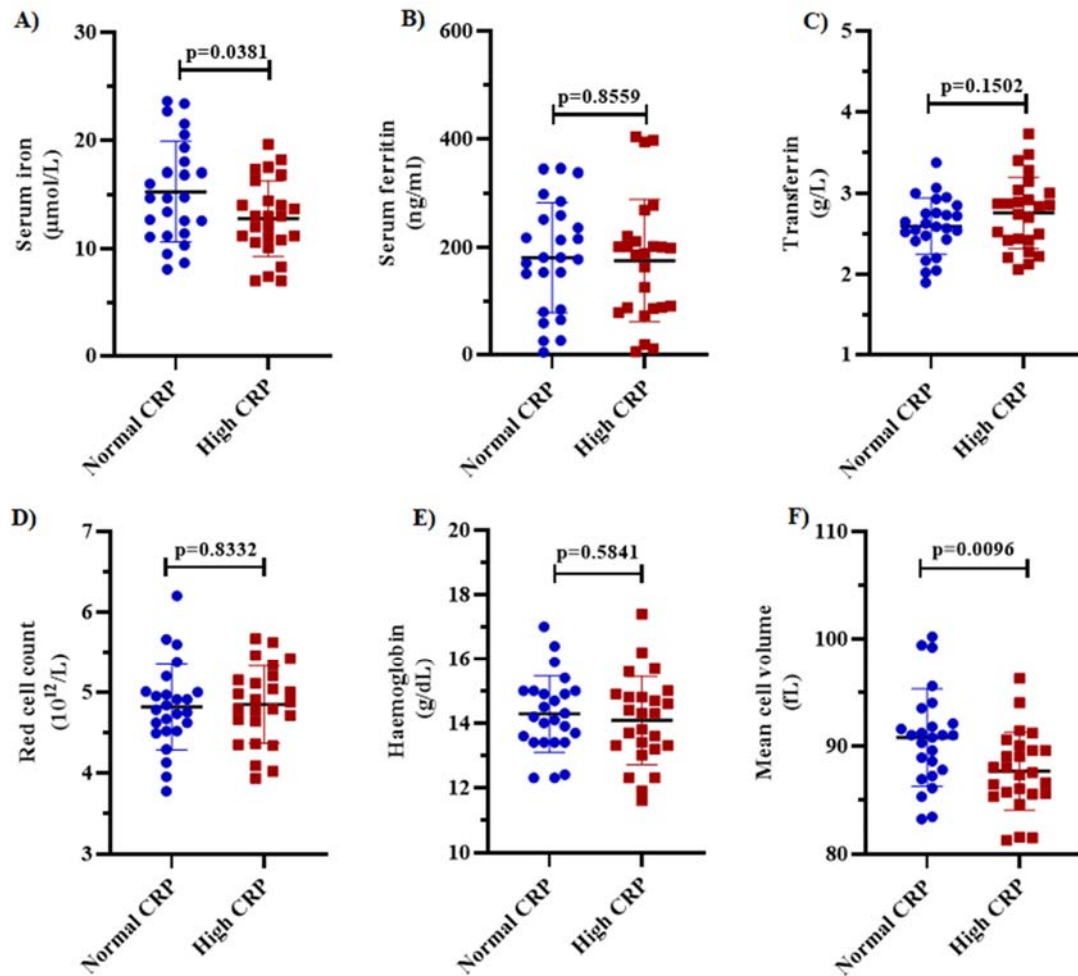 A)
30
20
10
0
Serum iron
(µmol/L)
p=0.0381
Normal CRP
High CRP
B)
600
400
200
0
Serum ferritin
(ng/ml)
p=0.8559
Normal CRP
High CRP
C)
5
4
3
2
1
Transferrin
(g/L)
p=0.1502
Normal CRP
High CRP
D)
7
6
5
4
3
Red cell count
(10¹²/L)
p=0.8332
Normal CRP
High CRP
E)
20
18
16
14
12
10
Haemoglobin
(g/dL)
p=0.5841
Normal CRP
High CRP
F)
110
100
90
80
Mean cell volume
(fL)
p=0.0096
Normal CRP
High CRP